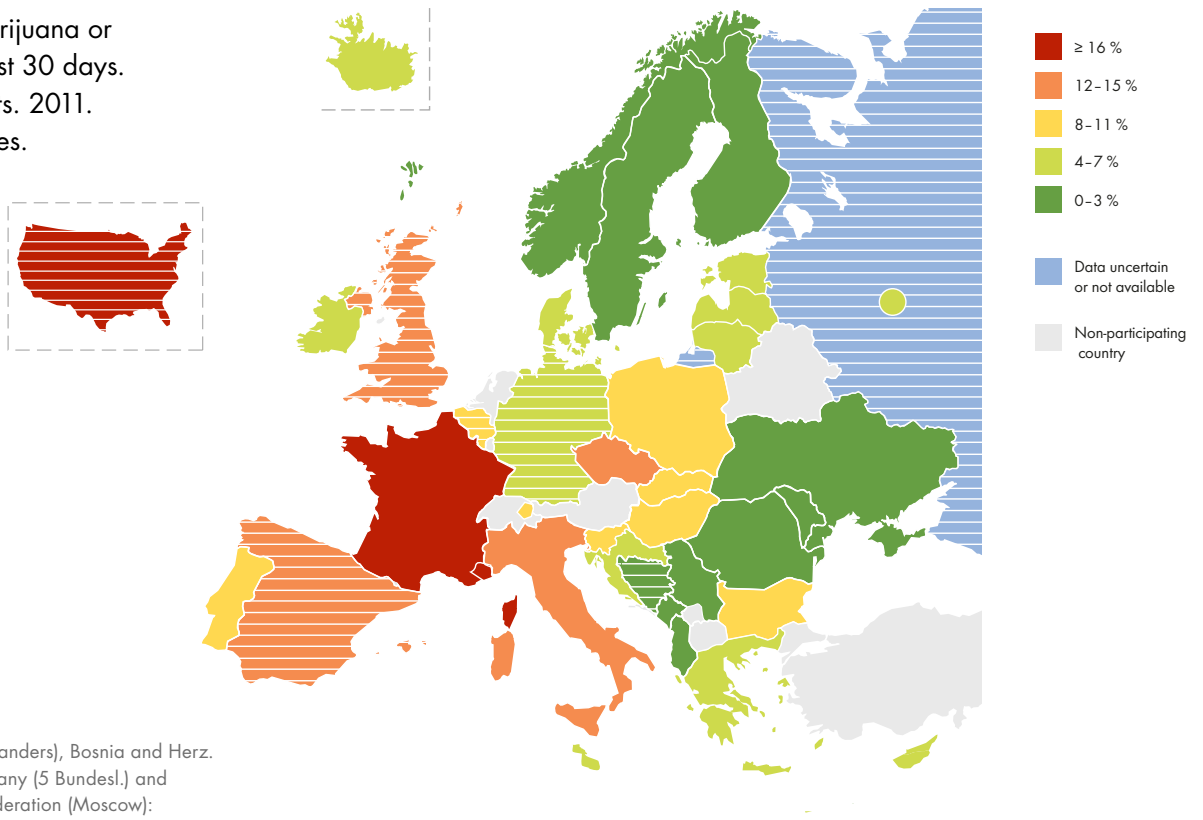 arijuana or
st 30 days.
rs. 2011.
es.
≥ 16 %
12–15 %
8–11 %
4–7 %
0–3 %
Data uncertain
or not available
Non-participating
country
anders), Bosnia and Herz.
any (5 Bundesl.) and
deration (Moscow):